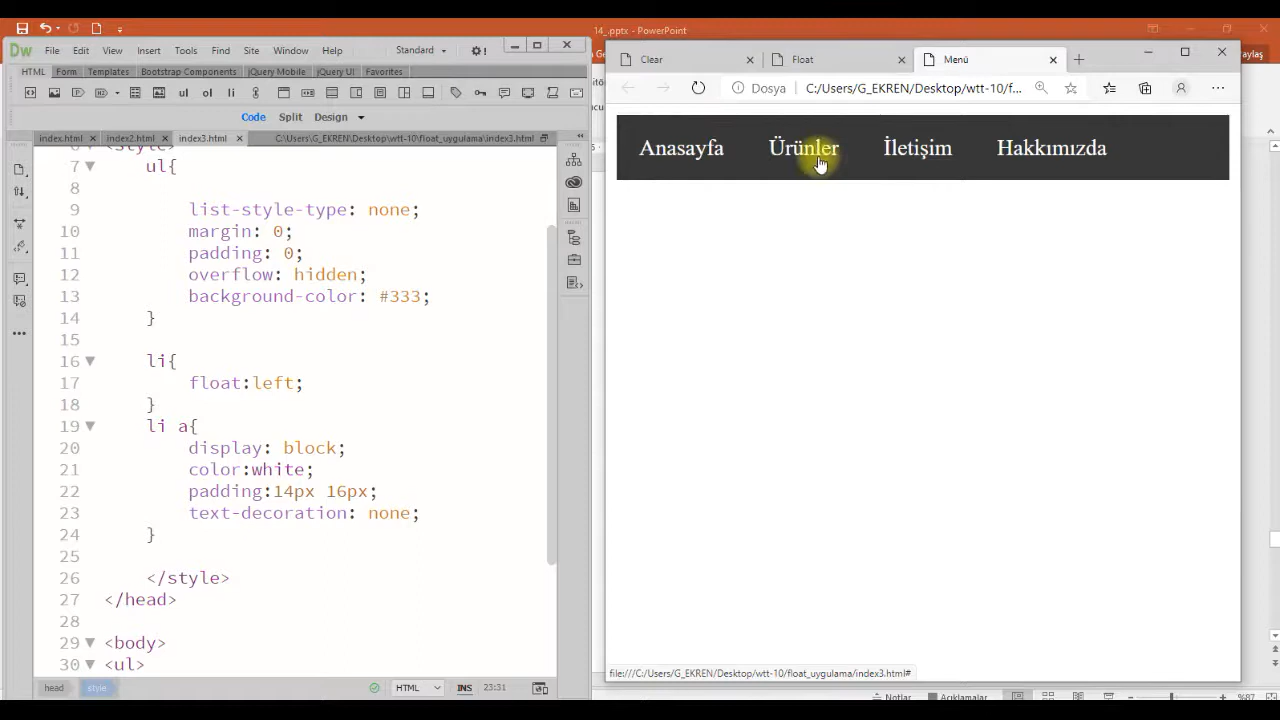 14_.pptx - PowerPoint
Dw File Edit View Insert Tools Find Site Window Help Standard
HTML Form Templates Bootstrap Components jQuery Mobile jQuery UI Favorites
ul ol li
Code Split Design
index.html index2.html index3.html C:\Users\G_EKREN\Desktop\wtt-10\float_uygulama\index3.html
6 <style>
7 ul{
8
9 list-style-type: none;
10 margin: 0;
11 padding: 0;
12 overflow: hidden;
13 background-color: #333;
14 }
15
16 li{
17 float:left;
18 }
19 li a{
20 display: block;
21 color:white;
22 padding:14px 16px;
23 text-decoration: none;
24 }
25
26 </style>
27 </head>
28
29 <body>
30 <ul>
head style HTML INS 23:31
Clear Float Menü
Dosya C:/Users/G_EKREN/Desktop/wtt-10/f...
Anasayfa Ürünler İletişim Hakkımızda
file:///C:/Users/G_EKREN/Desktop/wtt-10/float_uygulama/index3.html#
Notlar Açıklamalar %87